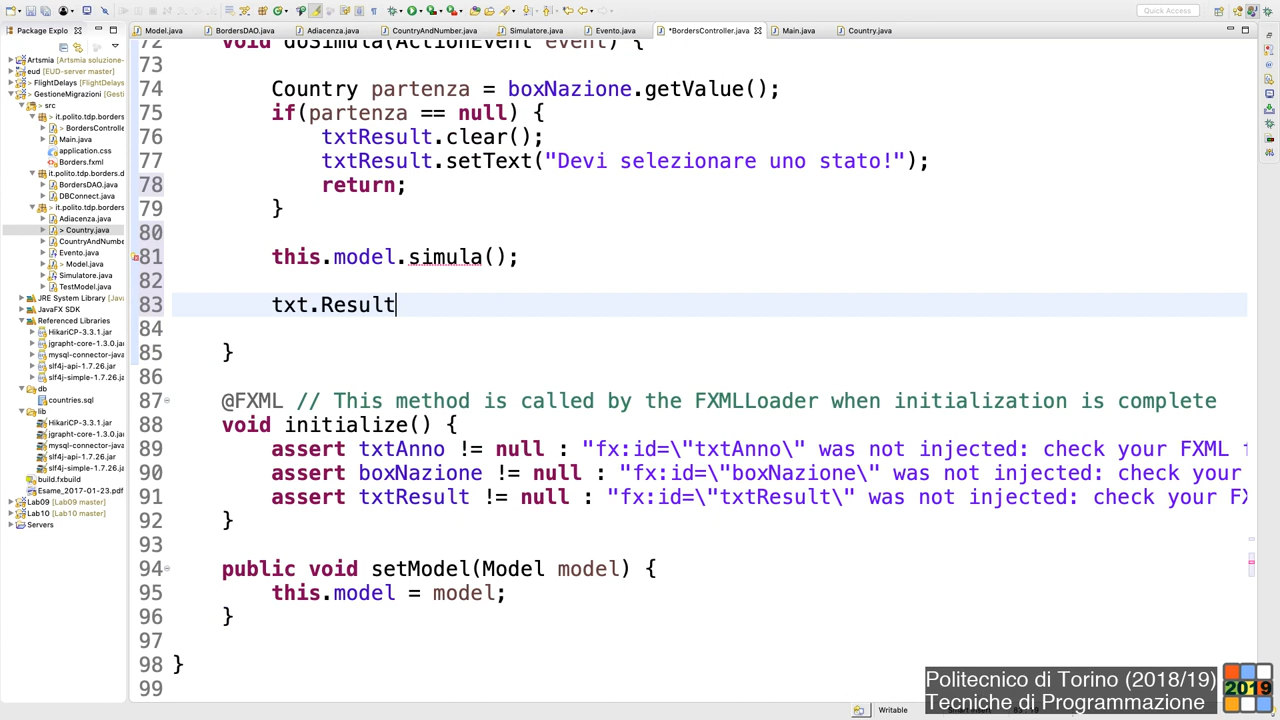 Quick Access
Package Explo
Model.java
BordersDAO.java
Adiacenza.java
CountryAndNumber.java
Simulatore.java
Evento.java
*BordersController.java
Main.java
Country.java
Artsmia [Artsmia soluzione-
eud [EUD-server master]
> FlightDelays [FlightDelays
> GestioneMigrazioni [Gesti
> src
> it.polito.tdp.borders
> BordersControlle
Main.java
application.css
Borders.fxml
it.polito.tdp.borders.d
BordersDAO.java
DBConnect.java
> it.polito.tdp.borders
Adiacenza.java
> Country.java
CountryAndNumbe
Evento.java
> Model.java
Simulatore.java
TestModel.java
JRE System Library [Jav
JavaFX SDK
Referenced Libraries
HikariCP-3.3.1.jar
jgrapht-core-1.3.0.jar
mysql-connector-java
slf4j-api-1.7.26.jar
slf4j-simple-1.7.26.jar
db
countries.sql
lib
HikariCP-3.3.1.jar
jgrapht-core-1.3.0.jar
mysql-connector-java
slf4j-api-1.7.26.jar
slf4j-simple-1.7.26.jar
build.fxbuild
Esame_2017-01-23.pdf
Lab09 [Lab09 master]
Lab10 [Lab10 master]
Servers
72 void doSimula(ActionEvent event) {
73
74 Country partenza = boxNazione.getValue();
75 if(partenza == null) {
76 txtResult.clear();
77 txtResult.setText("Devi selezionare uno stato!");
78 return;
79 }
80
81 this.model.simula();
82
83 txt.Result
84
85 }
86
87 @FXML // This method is called by the FXMLLoader when initialization is complete
88 void initialize() {
89 assert txtAnno != null : "fx:id=\"txtAnno\" was not injected: check your FXML f
90 assert boxNazione != null : "fx:id=\"boxNazione\" was not injected: check your
91 assert txtResult != null : "fx:id=\"txtResult\" was not injected: check your FX
92 }
93
94 public void setModel(Model model) {
95 this.model = model;
96 }
97
98 }
99
Politecnico di Torino (2018/19)
Tecniche di Programmazione
2019
Writable